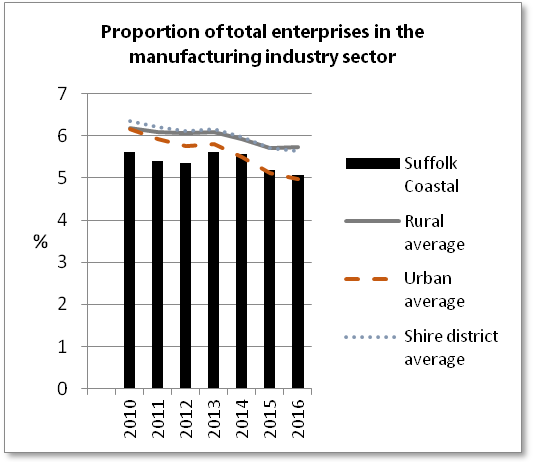 Proportion of total enterprises in the
manufacturing industry sector
7
6
5
4
3
2
1
0
%
2010
2011
2012
2013
2014
2015
2016
Suffolk
Coastal
Rural
average
Urban
average
Shire district
average